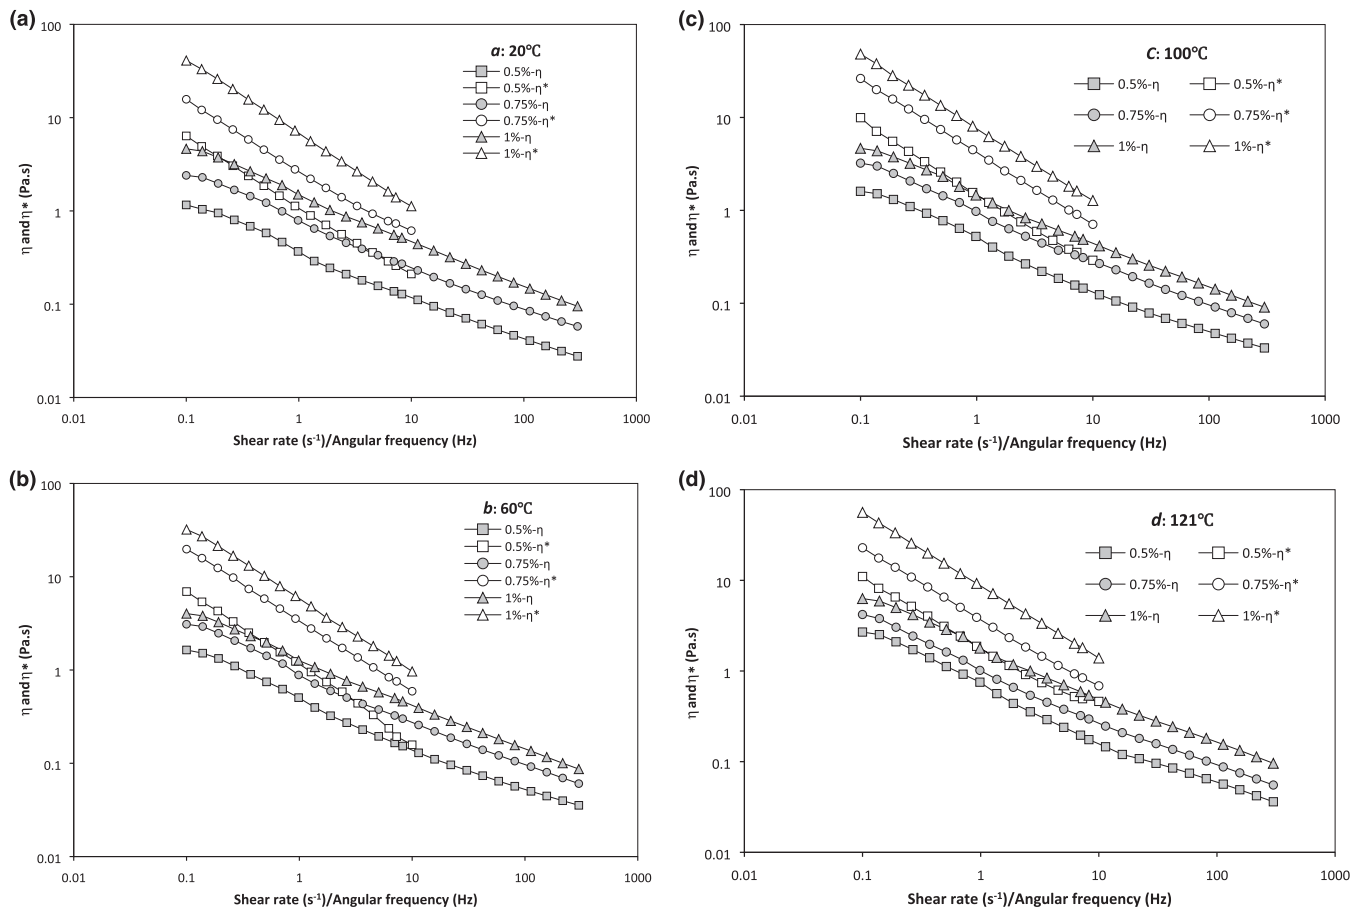 (a)
100
10
1
0.1
0.01
η and η* (Pa.s)
a: 20℃
0.5%-η
0.5%-η*
0.75%-η
0.75%-η*
1%-η
1%-η*
0.01 0.1 1 10 100 1000
Shear rate (s⁻¹)/Angular frequency (Hz)
(c)
100
10
1
0.1
0.01
η and η* (Pa.s)
C: 100℃
0.5%-η 0.5%-η*
0.75%-η 0.75%-η*
1%-η 1%-η*
0.01 0.1 1 10 100 1000
Shear rate (s⁻¹)/Angular frequency (Hz)
(b)
100
10
1
0.1
0.01
η and η* (Pa.s)
b: 60℃
0.5%-η
0.5%-η*
0.75%-η
0.75%-η*
1%-η
1%-η*
0.01 0.1 1 10 100 1000
Shear rate (s⁻¹)/Angular frequency (Hz)
(d)
100
10
1
0.1
0.01
η and η* (Pa.s)
d: 121℃
0.5%-η 0.5%-η*
0.75%-η 0.75%-η*
1%-η 1%-η*
0.01 0.1 1 10 100 1000
Shear rate (s⁻¹)/Angular frequency (Hz)